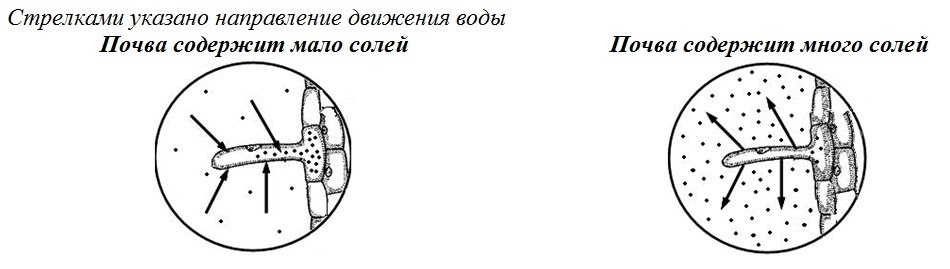 Стрелками указано направление движения воды
Почва содержит мало солей
Почва содержит много солей